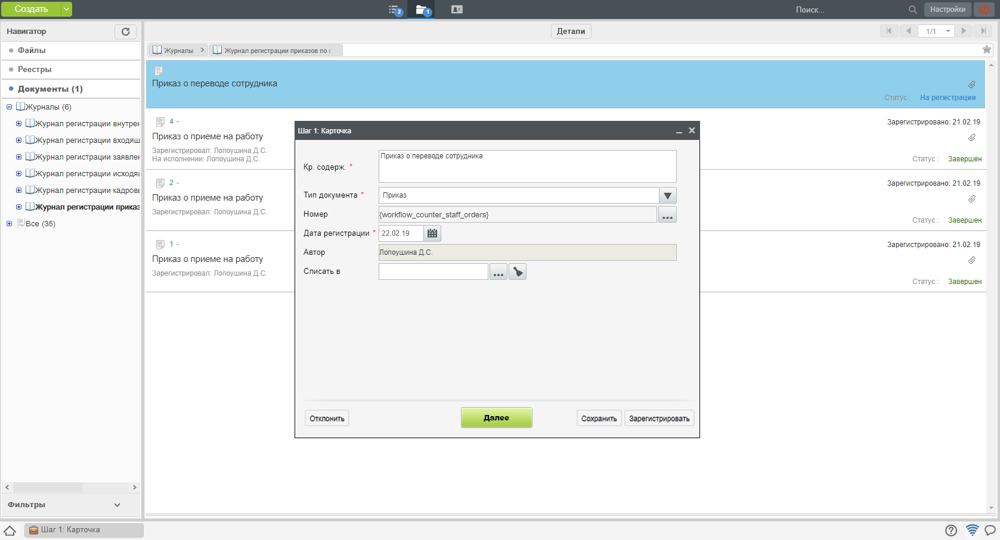 Создать
2
1
Поиск...
Настройки
Навигатор
Детали
1/1
Файлы
Реестры
Документы (1)
Журналы (6)
Журнал регистрации внутрен
Журнал регистрации входящ
Журнал регистрации заявлен
Журнал регистрации исходящ
Журнал регистрации кадровы
Журнал регистрации приказ
Все (35)
Фильтры
Журналы
Журнал регистрации приказов по с
Приказ о переводе сотрудника
Статус : На регистрации
4 -
Зарегистрировано: 21.02.19
Приказ о приеме на работу
Зарегистрировал: Лопоушина Д.С.
На исполнении: Лопоушина Д.С.
Статус : Завершен
2 -
Зарегистрировано: 21.02.19
Приказ о приеме на работу
Зарегистрировал: Лопоушина Д.С.
Статус : Завершен
1 -
Зарегистрировано: 21.02.19
Приказ о приеме на работу
Зарегистрировал: Лопоушина Д.С.
Статус : Завершен
Шаг 1: Карточка
Кр. содерж. *
Приказ о переводе сотрудника
Тип документа *
Приказ
Номер
{workflow_counter_staff_orders}
...
Дата регистрации *
22.02.19
Автор
Лопоушина Д.С.
Списать в
...
Отклонить
Далее
Сохранить
Зарегистрировать
Шаг 1: Карточка